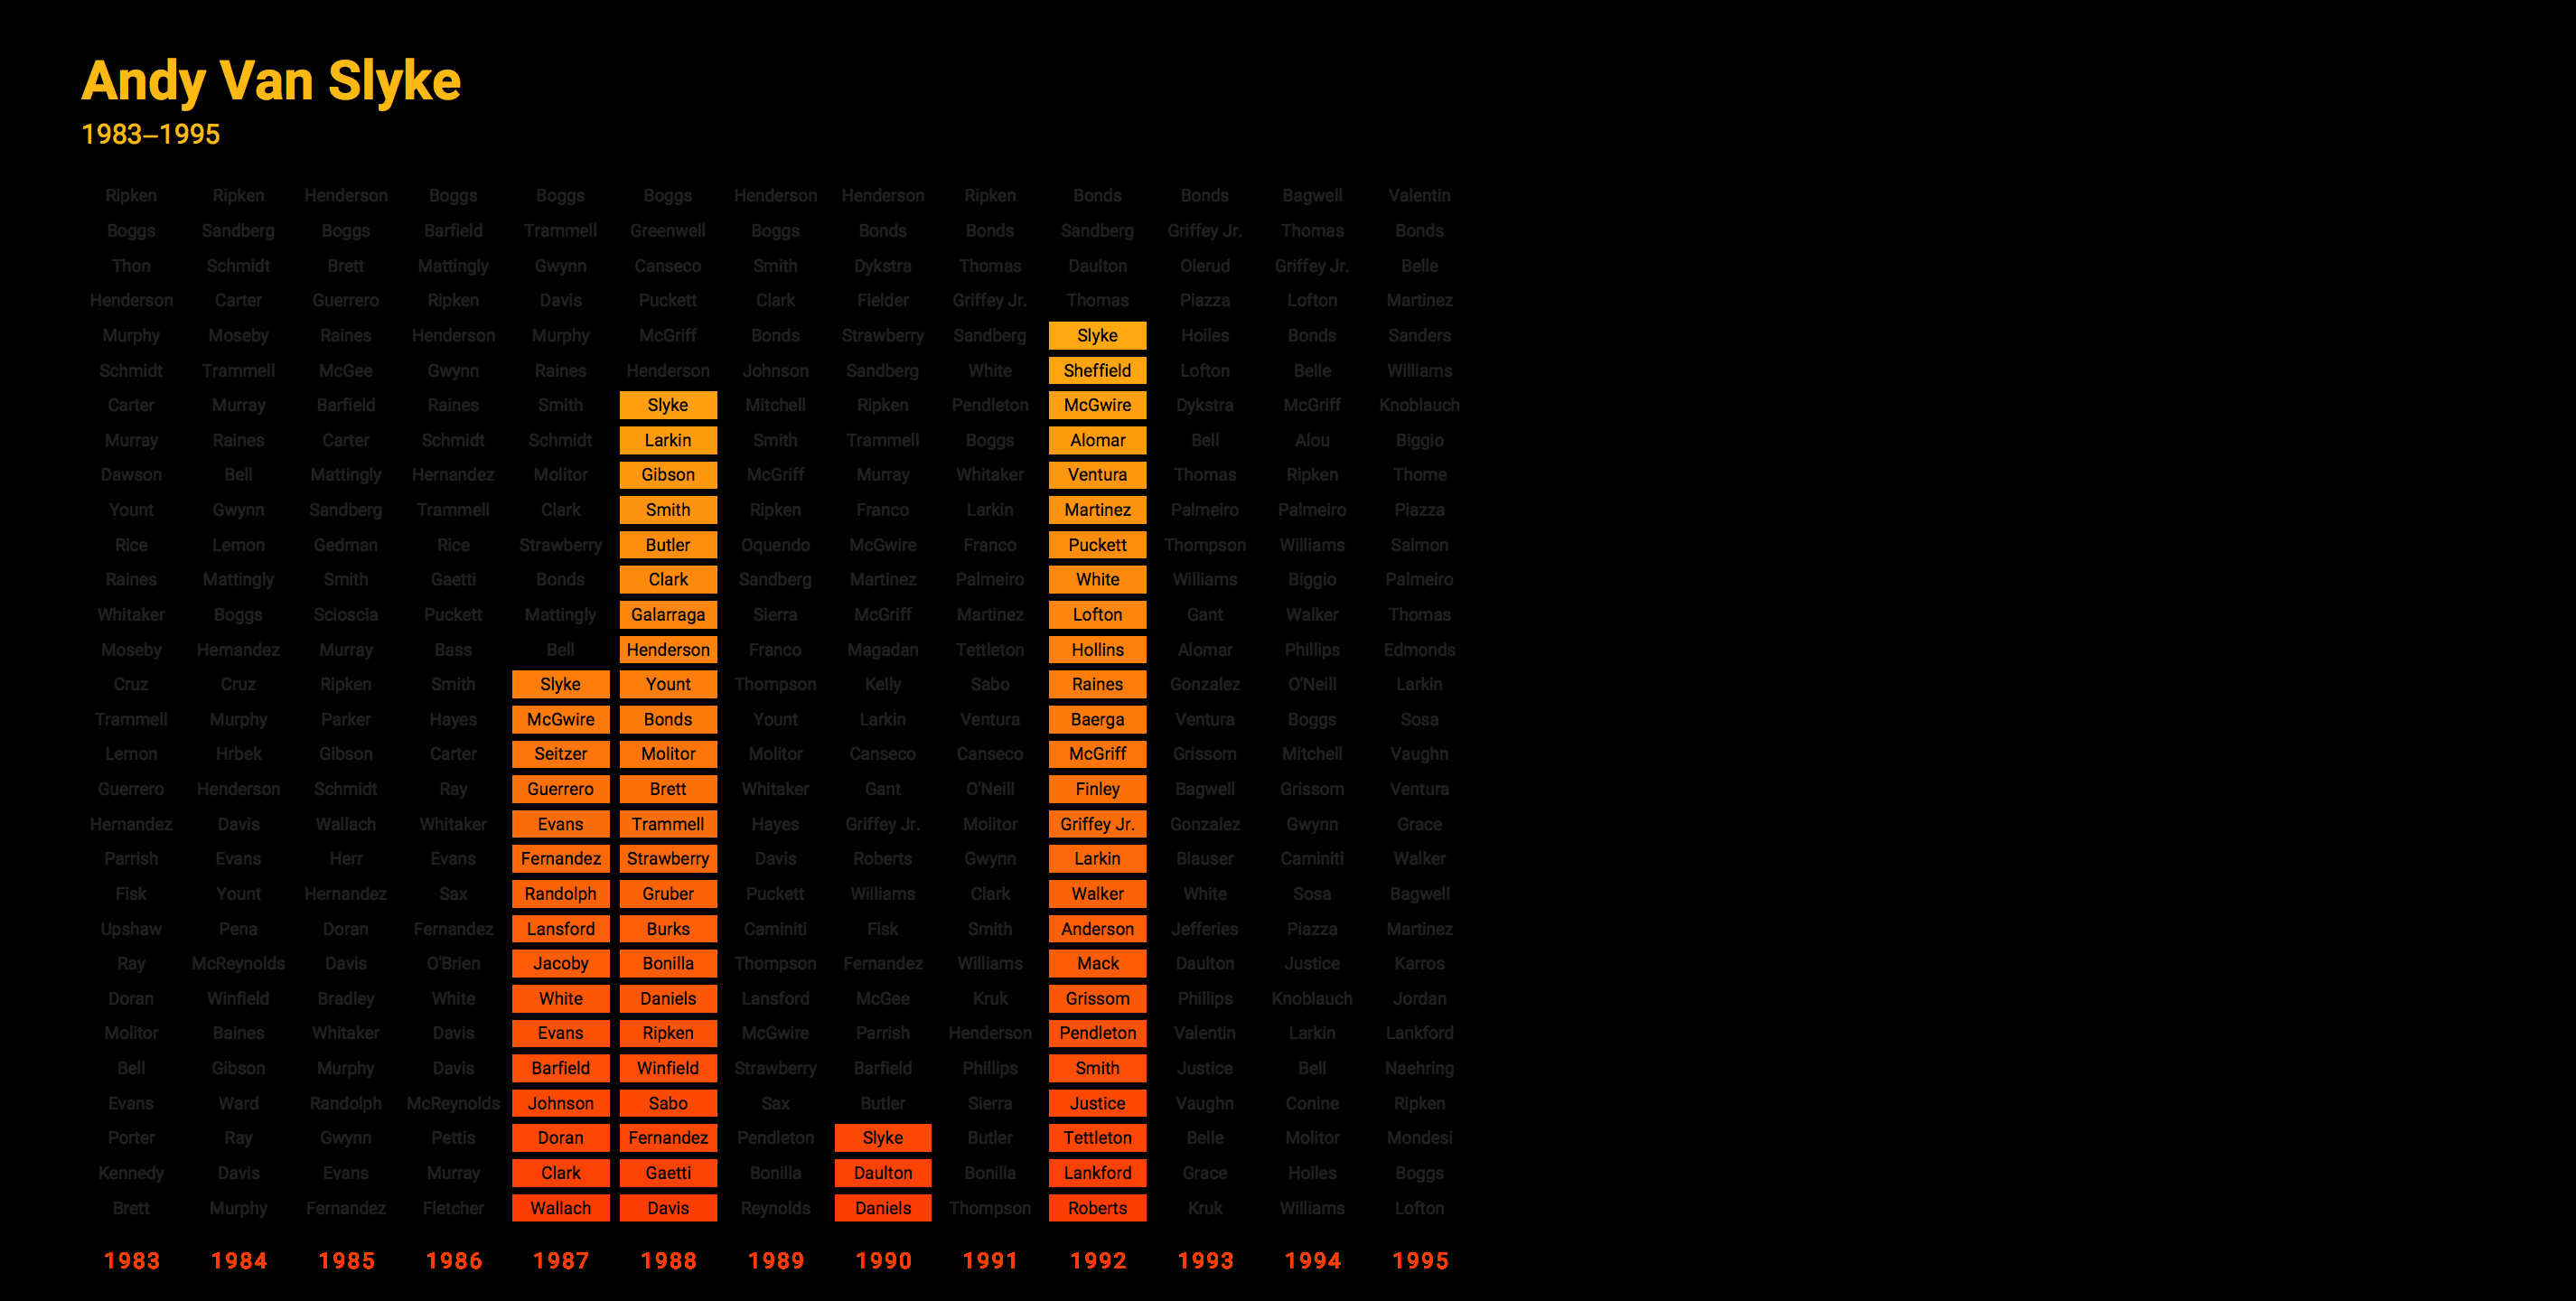 Andy Van Slyke
1983–1995
Ripken Ripken Henderson Boggs Boggs Boggs Henderson Henderson Ripken Bonds Bonds Bagwell Valentin
Boggs Sandberg Boggs Barfield Trammell Greenwell Boggs Bonds Bonds Sandberg Griffey Jr. Thomas Bonds
Thon Schmidt Brett Mattingly Gwynn Canseco Smith Dykstra Thomas Daulton Olerud Griffey Jr. Belle
Henderson Carter Guerrero Ripken Davis Puckett Clark Fielder Griffey Jr. Thomas Piazza Lofton Martinez
Murphy Moseby Raines Henderson Murphy McGriff Bonds Strawberry Sandberg Slyke Hoiles Bonds Sanders
Schmidt Trammell McGee Gwynn Raines Henderson Johnson Sandberg White Sheffield Lofton Belle Williams
Carter Murray Barfield Raines Smith Slyke Mitchell Ripken Pendleton McGwire Dykstra McGriff Knoblauch
Murray Raines Carter Schmidt Schmidt Larkin Smith Trammell Boggs Alomar Bell Alou Biggio
Dawson Bell Mattingly Hernandez Molitor Gibson McGriff Murray Whitaker Ventura Thomas Ripken Thome
Yount Gwynn Sandberg Trammell Clark Smith Ripken Franco Larkin Martinez Palmeiro Palmeiro Piazza
Rice Lemon Gedman Rice Strawberry Butler Oquendo McGwire Franco Puckett Thompson Williams Salmon
Raines Mattingly Smith Gaetti Bonds Clark Sandberg Martinez Palmeiro White Williams Biggio Palmeiro
Whitaker Boggs Scioscia Puckett Mattingly Galarraga Sierra McGriff Martinez Lofton Gant Walker Thomas
Moseby Hernandez Murray Bass Bell Henderson Franco Magadan Tettleton Hollins Alomar Phillips Edmonds
Cruz Cruz Ripken Smith Slyke Yount Thompson Kelly Sabo Raines Gonzalez O'Neill Larkin
Trammell Murphy Parker Hayes McGwire Bonds Yount Larkin Ventura Baerga Ventura Boggs Sosa
Lemon Hrbek Gibson Carter Seitzer Molitor Molitor Canseco Canseco McGriff Grissom Mitchell Vaughn
Guerrero Henderson Schmidt Ray Guerrero Brett Whitaker Gant O'Neill Finley Bagwell Grissom Ventura
Hernandez Davis Wallach Whitaker Evans Trammell Hayes Griffey Jr. Molitor Griffey Jr. Gonzalez Gwynn Grace
Parrish Evans Herr Evans Fernandez Strawberry Davis Roberts Gwynn Larkin Blauser Caminiti Walker
Fisk Yount Hernandez Sax Randolph Gruber Puckett Williams Clark Walker White Sosa Bagwell
Upshaw Pena Doran Fernandez Lansford Burks Caminiti Fisk Smith Anderson Jefferies Piazza Martinez
Ray McReynolds Davis O'Brien Jacoby Bonilla Thompson Fernandez Williams Mack Daulton Justice Karros
Doran Winfield Bradley White White Daniels Lansford McGee Kruk Grissom Phillips Knoblauch Jordan
Molitor Baines Whitaker Davis Evans Ripken McGwire Parrish Henderson Pendleton Valentin Larkin Lankford
Bell Gibson Murphy Davis Barfield Winfield Strawberry Barfield Phillips Smith Justice Bell Naehring
Evans Ward Randolph McReynolds Johnson Sabo Sax Butler Sierra Justice Vaughn Conine Ripken
Porter Ray Gwynn Pettis Doran Fernandez Pendleton Slyke Butler Tettleton Belle Molitor Mondesi
Kennedy Davis Evans Murray Clark Gaetti Bonilla Daulton Bonilla Lankford Grace Hoiles Boggs
Brett Murphy Fernandez Fletcher Wallach Davis Reynolds Daniels Thompson Roberts Kruk Williams Lofton
1983 1984 1985 1986 1987 1988 1989 1990 1991 1992 1993 1994 1995